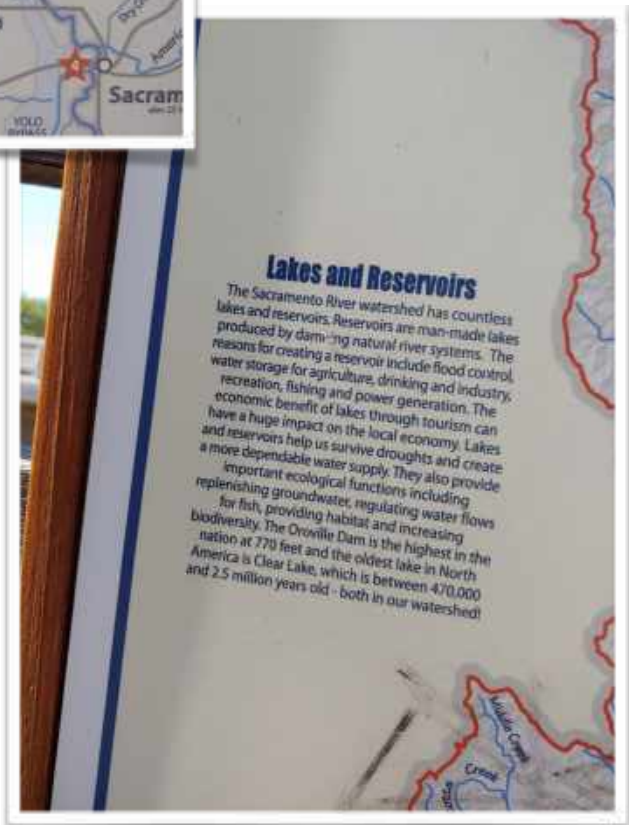 Dry C
Americ
Sacram
YOLO
BYPASS
Lakes and Reservoirs
The Sacramento River watershed has countless
lakes and reservoirs. Reservoirs are man-made lakes
produced by dam ng natural river systems. The
reasons for creating a reservoir include flood control,
water storage for agriculture, drinking and industry,
recreation, fishing and power generation. The
economic benefit of lakes through tourism can
have a huge impact on the local economy. Lakes
and reservoirs help us survive droughts and create
a more dependable water supply. They also provide
important ecological functions including
replenishing groundwater, regulating water flows
for fish, providing habitat and increasing
biodiversity. The Oroville Dam is the highest in the
nation at 770 feet and the oldest lake in North
America is Clear Lake, which is between 470,000
and 2.5 million years old - both in our watershed!
Middle Creek
Creek